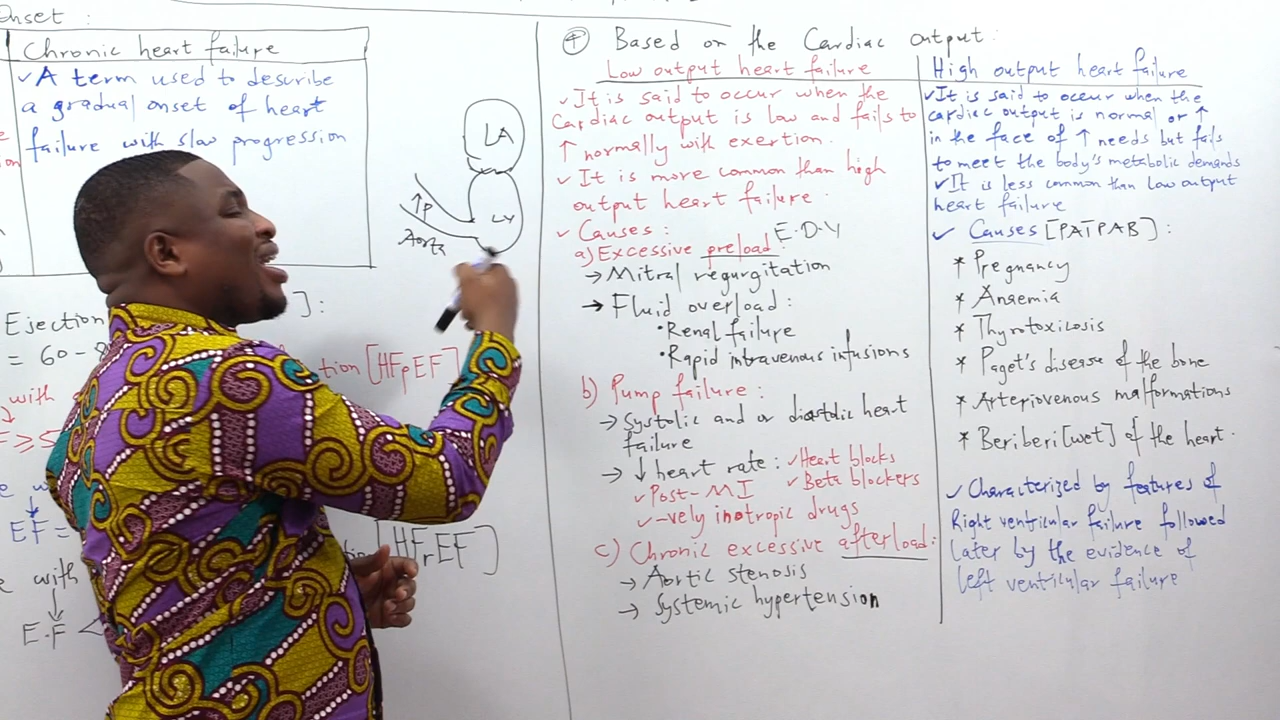 Onset:
Chronic heart failure
✓A term used to describe
a gradual onset of heart
failure with slow progression
LA
LV
↑P
Aorta
Ejection
]:
= 60-
tion [HFpEF]
with
≥5
EF=
[HFrEF]
with
E.F <
④ Based on the Cardiac output:
Low output heart failure
✓It is said to occur when the
Cardiac output is low and fails to
↑ normally with exertion.
✓It is more common than high
output heart failure.
✓ Causes: E.D.V
a) Excessive preload:
→Mitral regurgitation
→ Fluid overload:
•Renal failure
•Rapid intravenous infusions
b) Pump failure:
→Systolic and or diastolic heart
failure
→ ↓ heart rate: ✓Heart blocks
✓Post-MI ✓ Beta blockers
✓-vely inotropic drugs
c) Chronic excessive afterload:
→ Aortic stenosis
→ Systemic hypertension
High output heart failure
✓It is said to occur when the
cardiac output is normal or ↑
in the face of ↑ needs but fails
to meet the body's metabolic demands
✓It is less common than low output
heart failure
✓ Causes [PATPAB]:
* Pregnancy
* Anaemia
* Thyrotoxicosis
* Paget's disease of the bone
* Arteriovenous malformations
* Beriberi [wet] of the heart.
✓Characterized by features of
Right ventricular failure followed
later by the evidence of
left ventricular failure